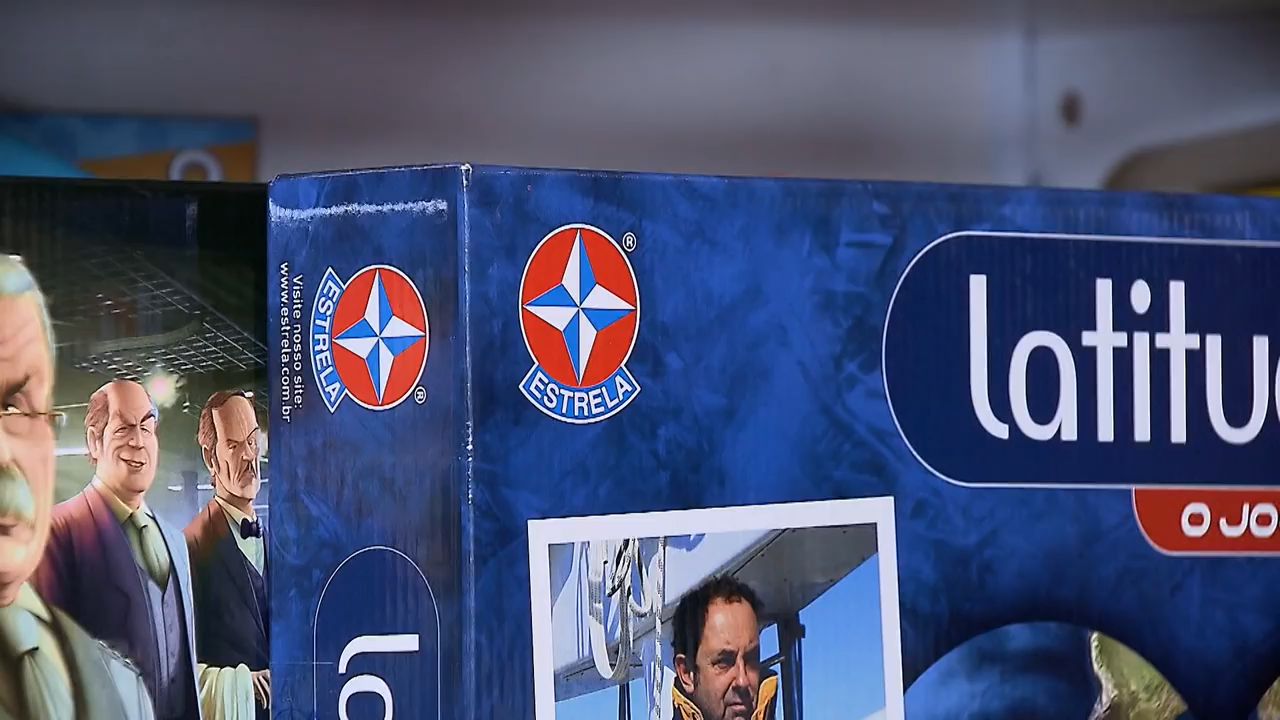 Visite nosso site:
www.estrela.com.br
ESTRELA
®
ESTRELA
®
latitu
O JO